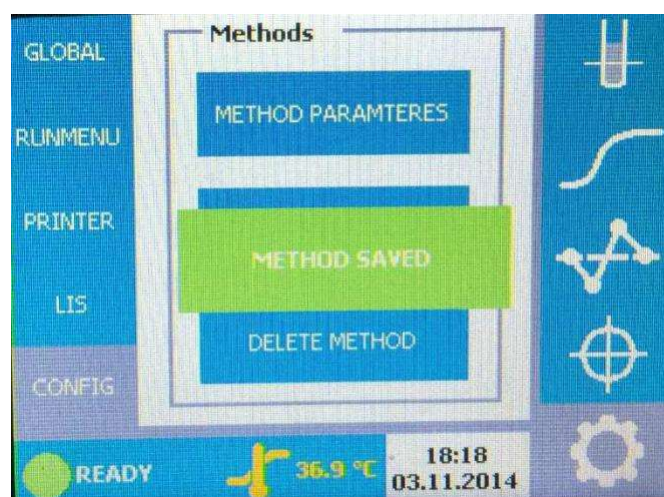 GLOBAL
RUNMENU
PRINTER
LIS
CONFIG
Methods
METHOD PARAMTERES
METHOD SAVED
DELETE METHOD
READY
36.9 °C
18:18
03.11.2014